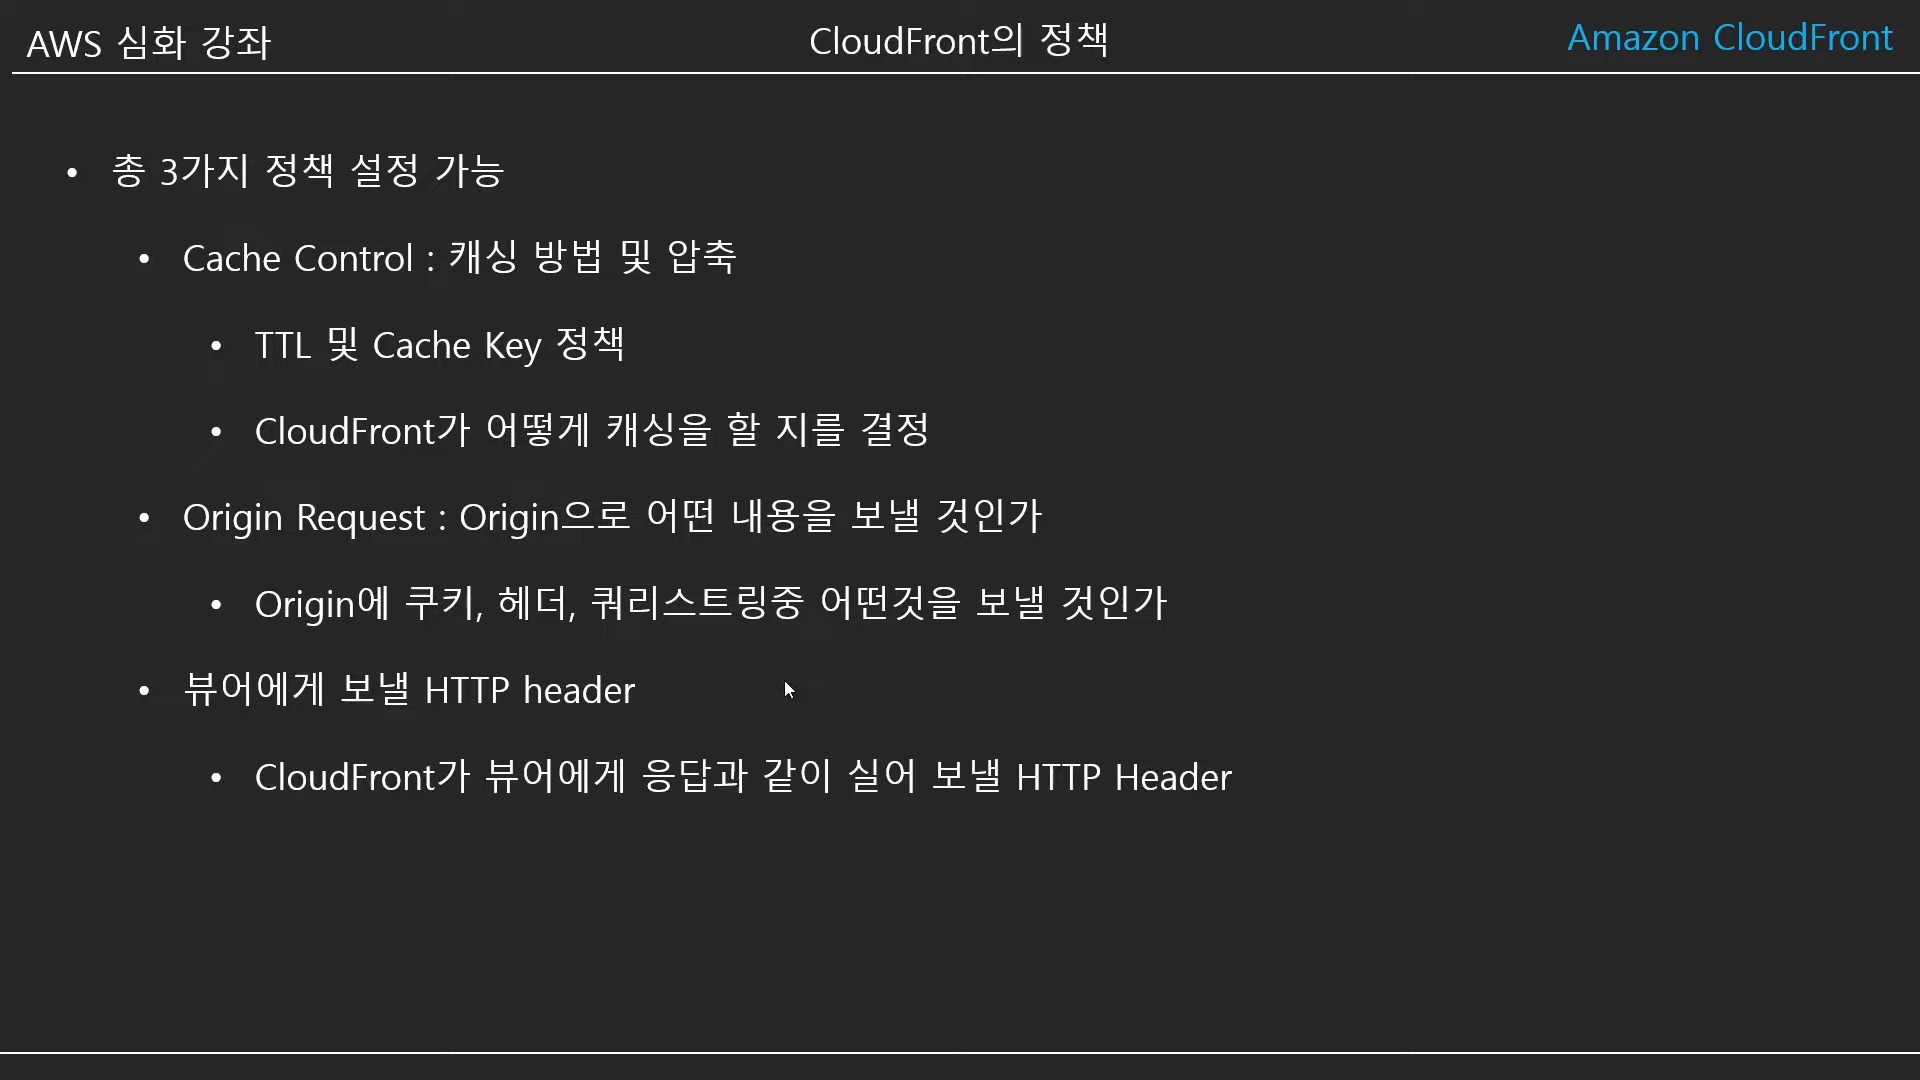 AWS 심화 강좌
CloudFront의 정책
Amazon CloudFront
• 총 3가지 정책 설정 가능
• Cache Control : 캐싱 방법 및 압축
• TTL 및 Cache Key 정책
• CloudFront가 어떻게 캐싱을 할 지를 결정
• Origin Request : Origin으로 어떤 내용을 보낼 것인가
• Origin에 쿠키, 헤더, 쿼리스트링중 어떤것을 보낼 것인가
• 뷰어에게 보낼 HTTP header
• CloudFront가 뷰어에게 응답과 같이 실어 보낼 HTTP Header